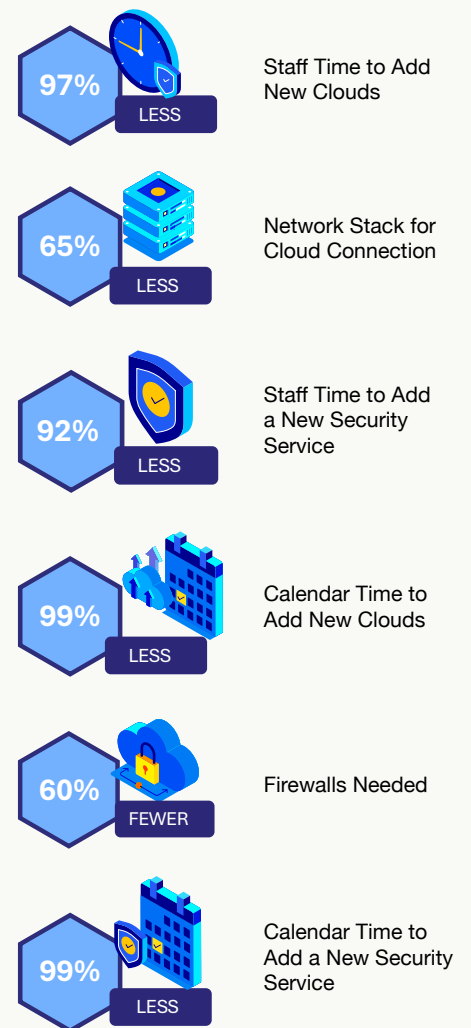 97%
LESS
Staff Time to Add
New Clouds
65%
LESS
Network Stack for
Cloud Connection
92%
LESS
Staff Time to Add
a New Security
Service
99%
LESS
Calendar Time to
Add New Clouds
60%
FEWER
Firewalls Needed
99%
LESS
Calendar Time to
Add a New Security
Service